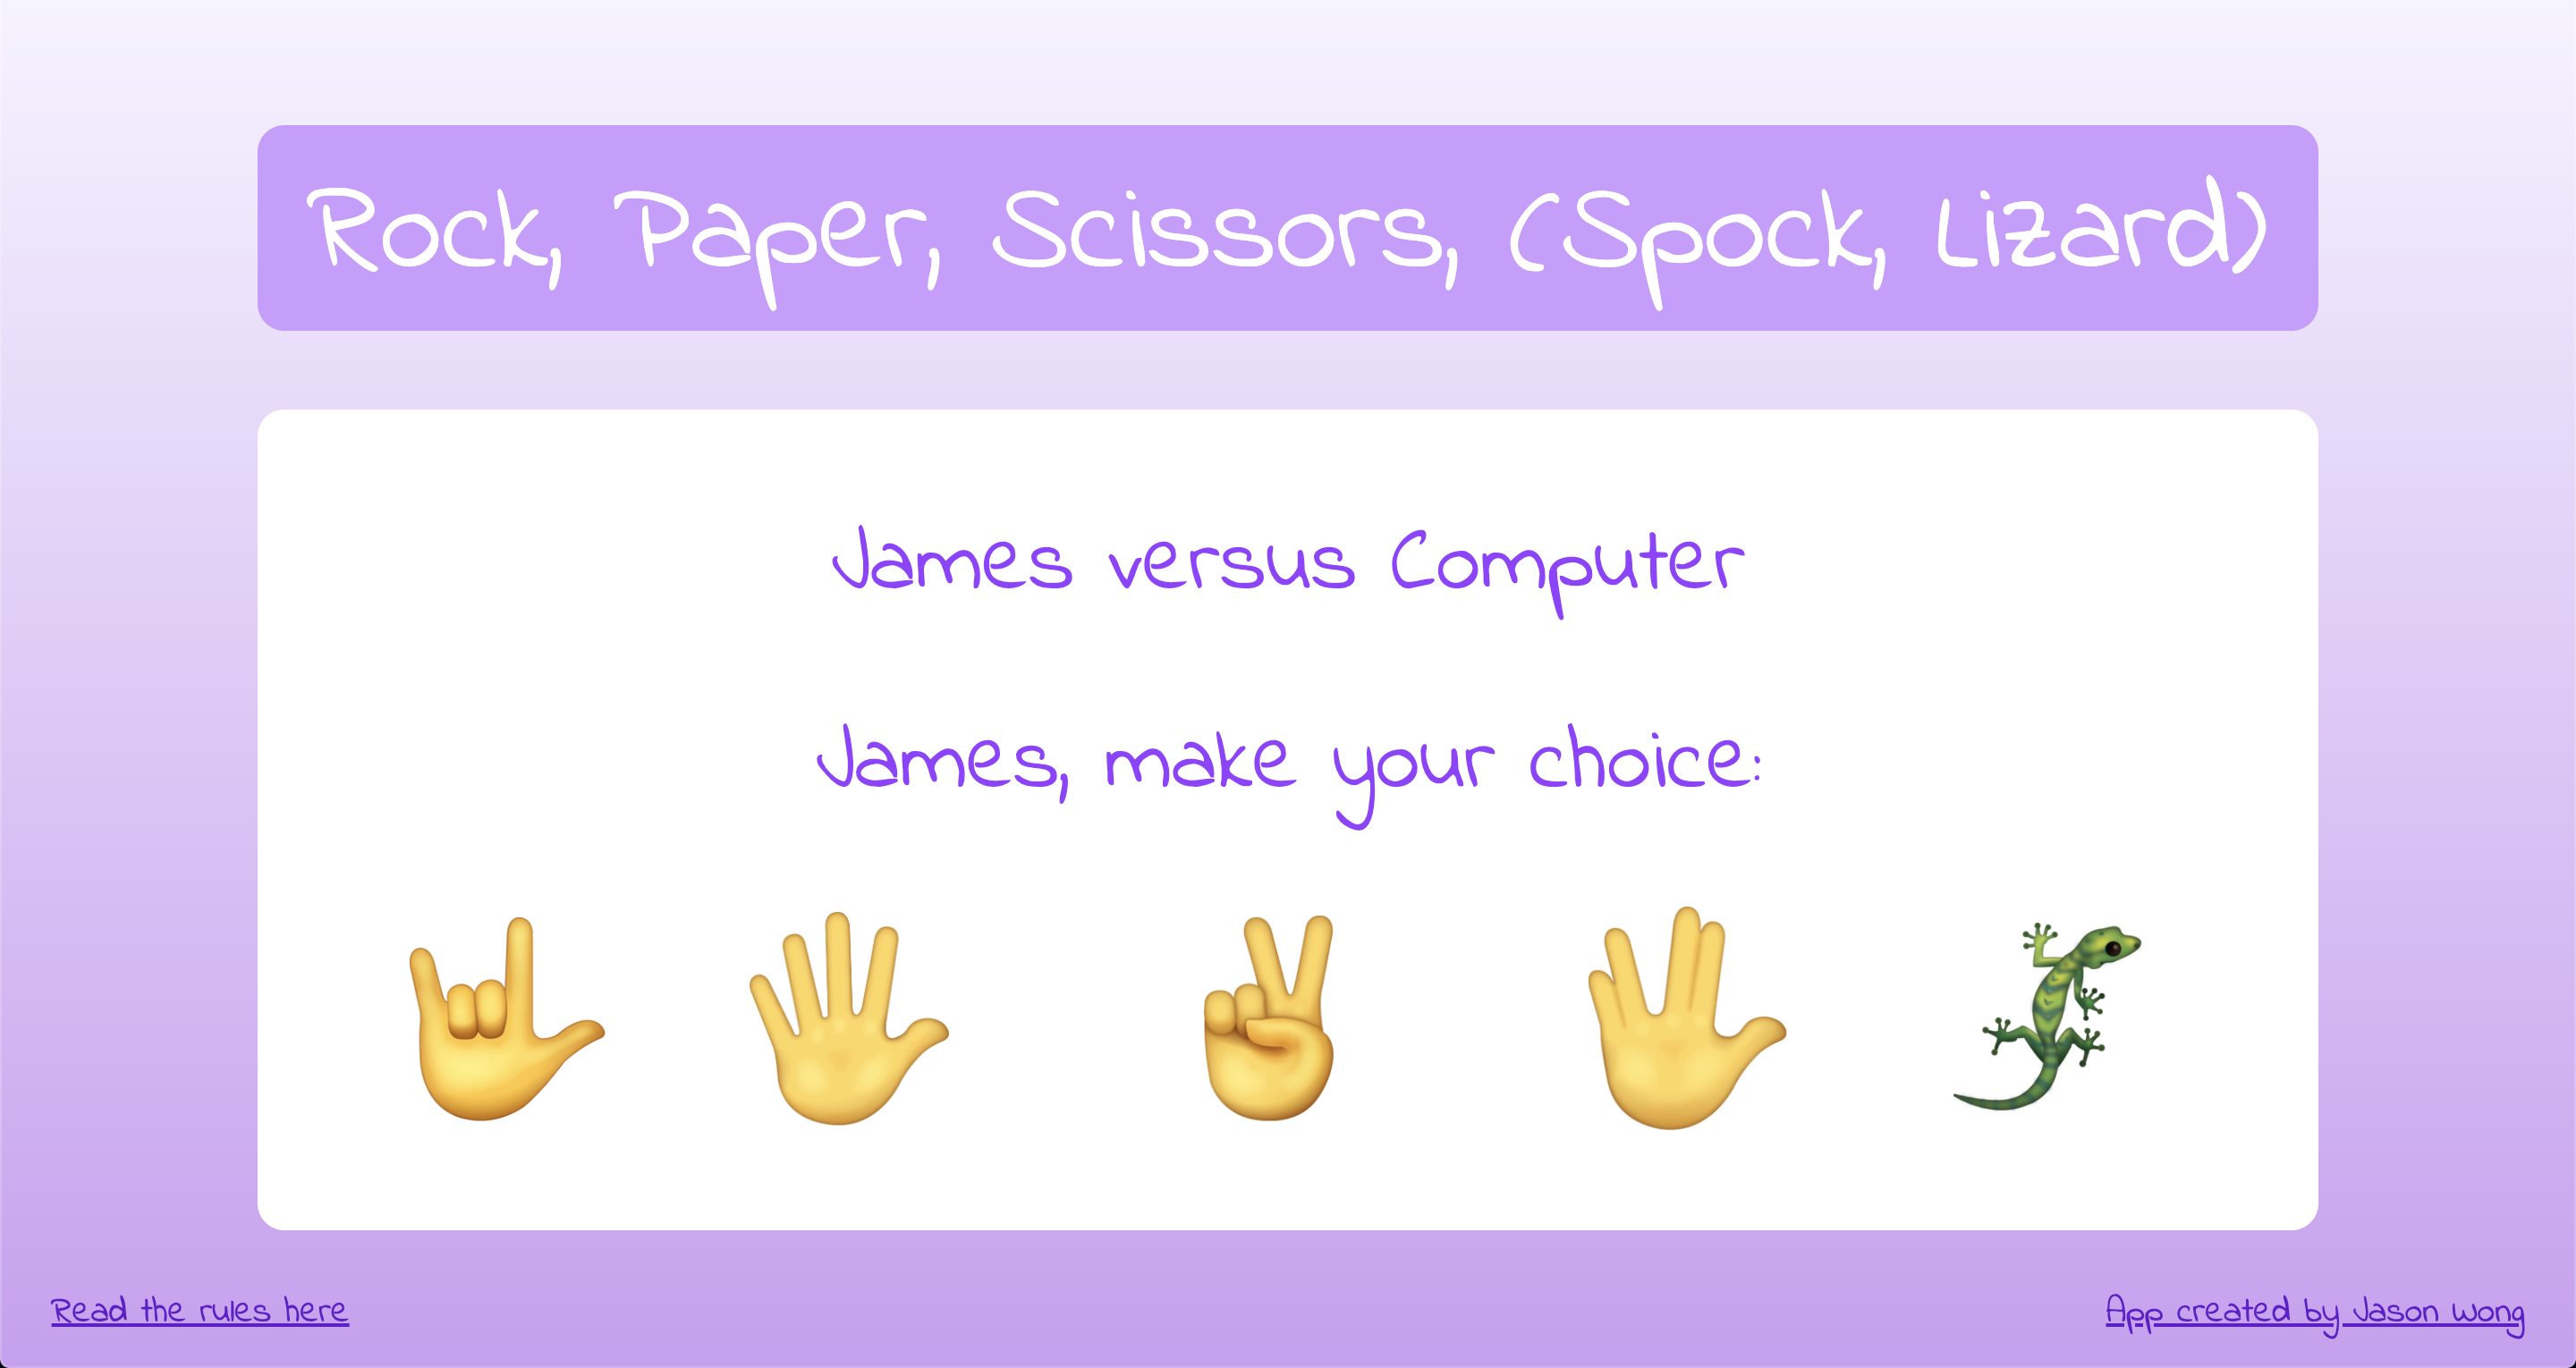 Rock, Paper, Scissors, (Spock, Lizard)
James versus Computer
James, make your choice:
Read the rules here
App created by Jason Wong